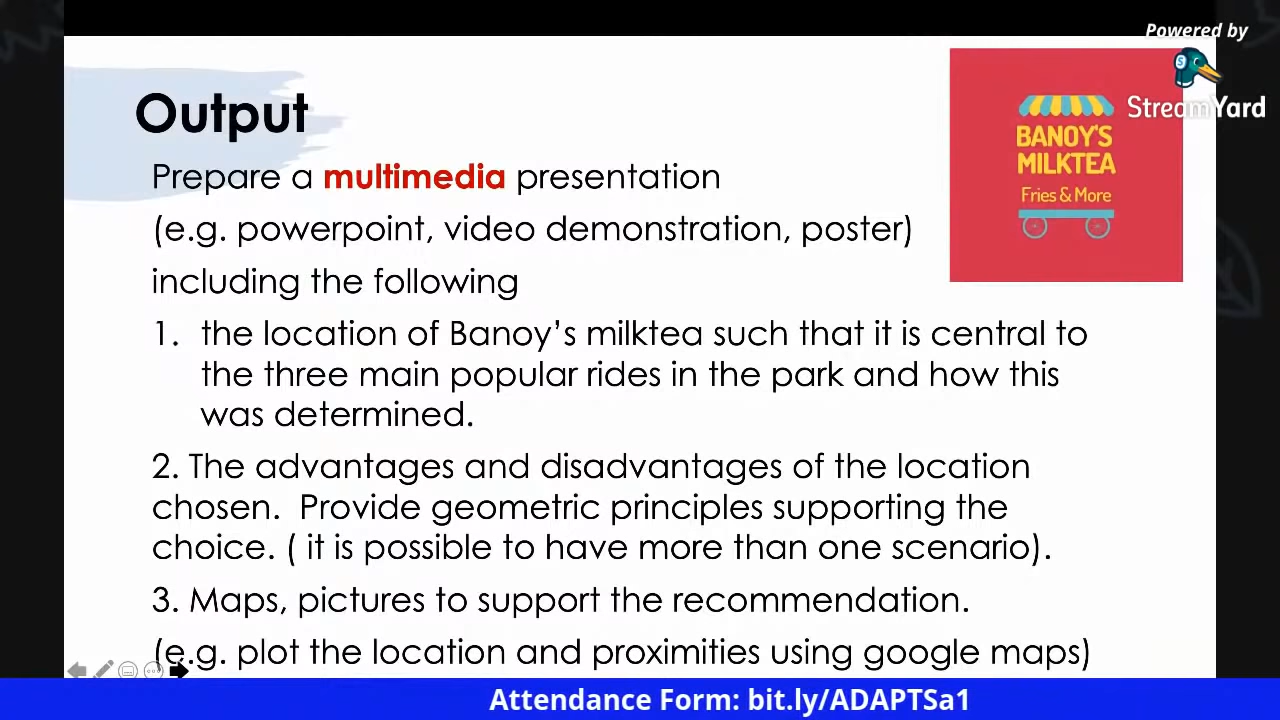 Powered by
StreamYard
BANOY'S
MILKTEA
Fries & More
Output
Prepare a multimedia presentation
(e.g. powerpoint, video demonstration, poster)
including the following
1. the location of Banoy's milktea such that it is central to
the three main popular rides in the park and how this
was determined.
2. The advantages and disadvantages of the location
chosen.  Provide geometric principles supporting the
choice. ( it is possible to have more than one scenario).
3. Maps, pictures to support the recommendation.
(e.g. plot the location and proximities using google maps)
Attendance Form: bit.ly/ADAPTSa1